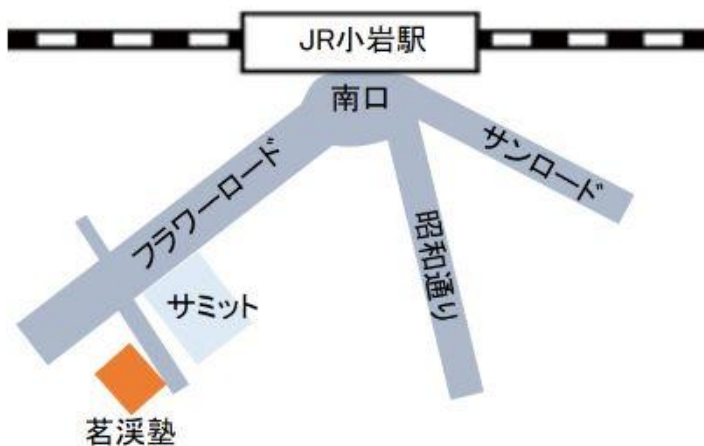 JR小岩駅
南口
フラワーロード
サンロード
昭和通り
サミット
茗渓塾